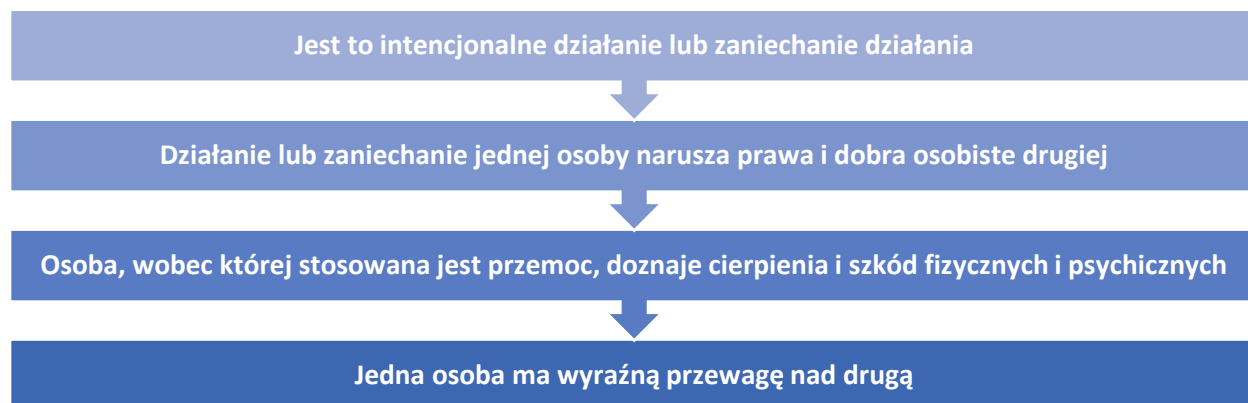 Jest to intencjonalne działanie lub zaniechanie działania
Działanie lub zaniechanie jednej osoby narusza prawa i dobra osobiste drugiej
Osoba, wobec której stosowana jest przemoc, doznaje cierpienia i szkód fizycznych i psychicznych
Jedna osoba ma wyraźną przewagę nad drugą